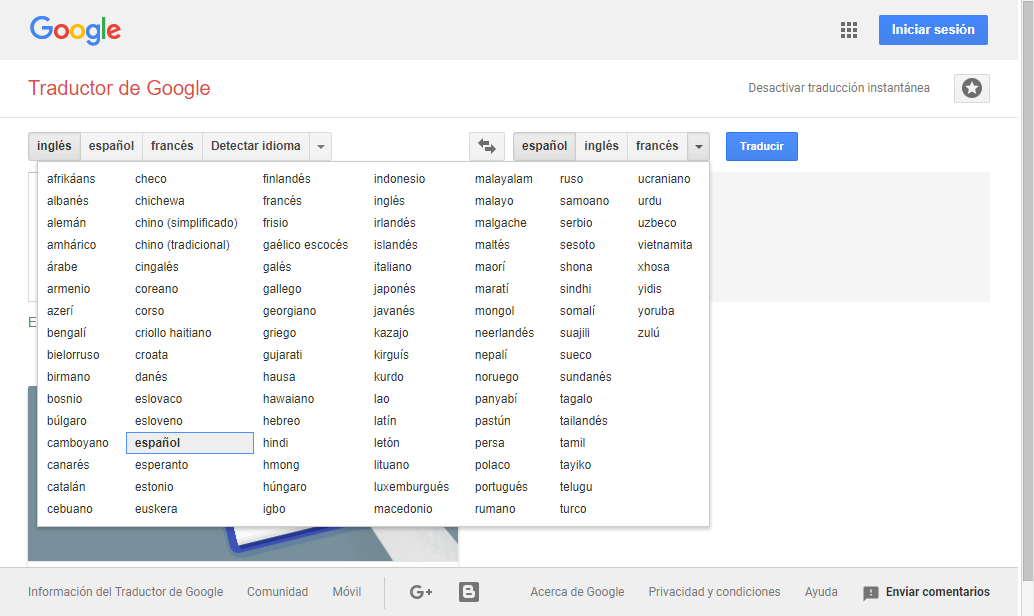 Google
Iniciar sesión
Traductor de Google
Desactivar traducción instantánea
inglés español francés Detectar idioma
español inglés francés
Traducir
afrikáans checo finlandés indonesio malayalam ruso ucraniano
albanés chichewa francés inglés malayo samoano urdu
alemán chino (simplificado) frisio irlandés malgache serbio uzbeco
amhárico chino (tradicional) gaélico escocés islandés maltés sesoto vietnamita
árabe cingalés galés italiano maorí shona xhosa
armenio coreano gallego japonés maratí sindhi yidis
azerí corso georgiano javanés mongol somalí yoruba
bengalí criollo haitiano griego kazajo neerlandés suajili zulú
bielorruso croata gujarati kirguís nepalí sueco
birmano danés hausa kurdo noruego sundanés
bosnio eslovaco hawaiano lao panyabí tagalo
búlgaro esloveno hebreo latín pastún tailandés
camboyano español hindi letón persa tamil
canarés esperanto hmong lituano polaco tayiko
catalán estonio húngaro luxemburgués portugués telugu
cebuano euskera igbo macedonio rumano turco
Información del Traductor de Google Comunidad Móvil G+ B Acerca de Google Privacidad y condiciones Ayuda Enviar comentarios